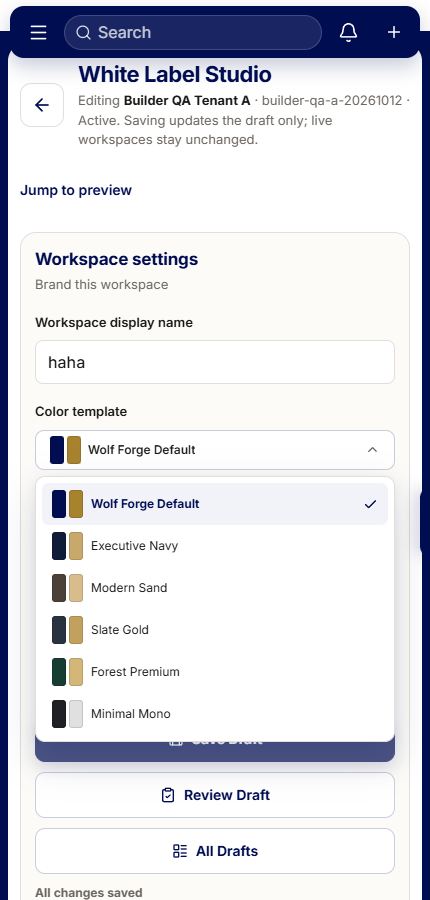 Search
White Label Studio
Editing Builder QA Tenant A · builder-qa-a-20261012 ·
Active. Saving updates the draft only; live
workspaces stay unchanged.
Jump to preview
Workspace settings
Brand this workspace
Workspace display name
haha
Color template
Wolf Forge Default
Wolf Forge Default
Executive Navy
Modern Sand
Slate Gold
Forest Premium
Minimal Mono
Save Draft
Review Draft
All Drafts
All changes saved